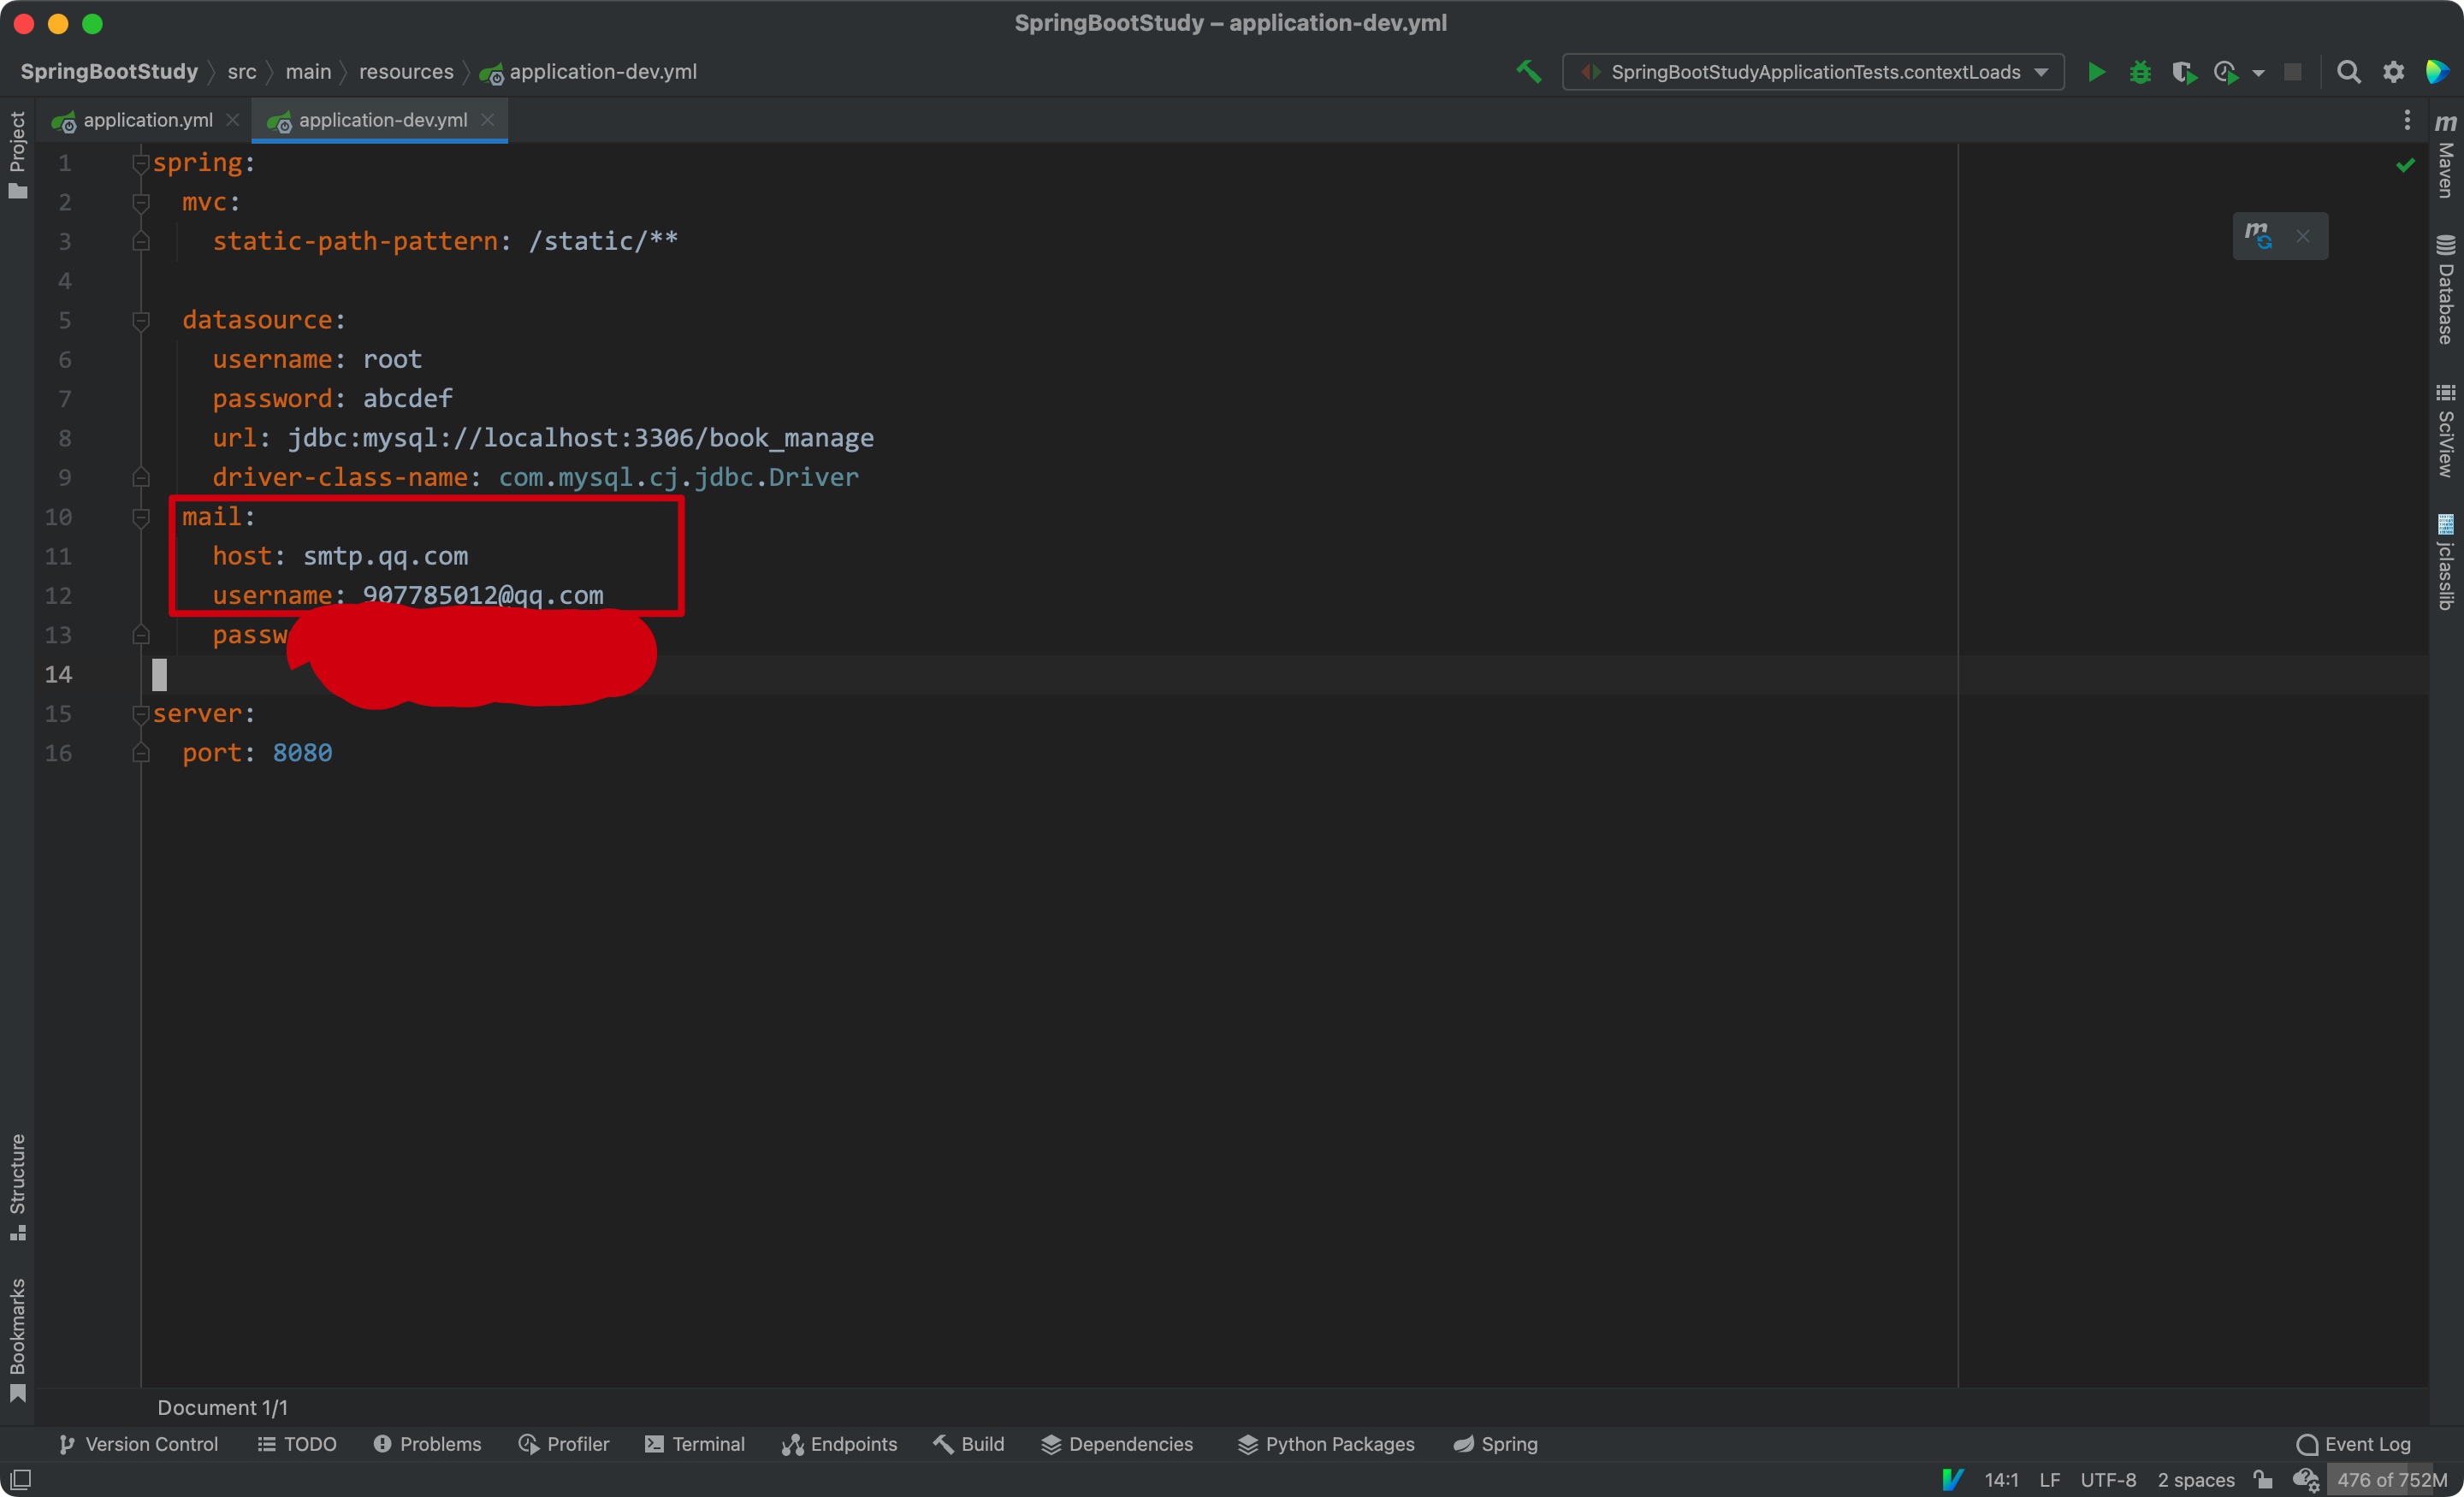 SpringBootStudy – application-dev.yml
SpringBootStudy src main resources application-dev.yml
SpringBootStudyApplicationTests.contextLoads
application.yml
application-dev.yml
Project
1 spring:
2 mvc:
3 static-path-pattern: /static/**
4
5 datasource:
6 username: root
7 password: abcdef
8 url: jdbc:mysql://localhost:3306/book_manage
9 driver-class-name: com.mysql.cj.jdbc.Driver
10 mail:
11 host: smtp.qq.com
12 username: 907785012@qq.com
13 passw
14
15 server:
16 port: 8080
m
Maven
Database
SciView
jclasslib
Structure
Bookmarks
Document 1/1
Version Control TODO Problems Profiler Terminal Endpoints Build Dependencies Python Packages Spring Event Log
14:1 LF UTF-8 2 spaces 476 of 752M